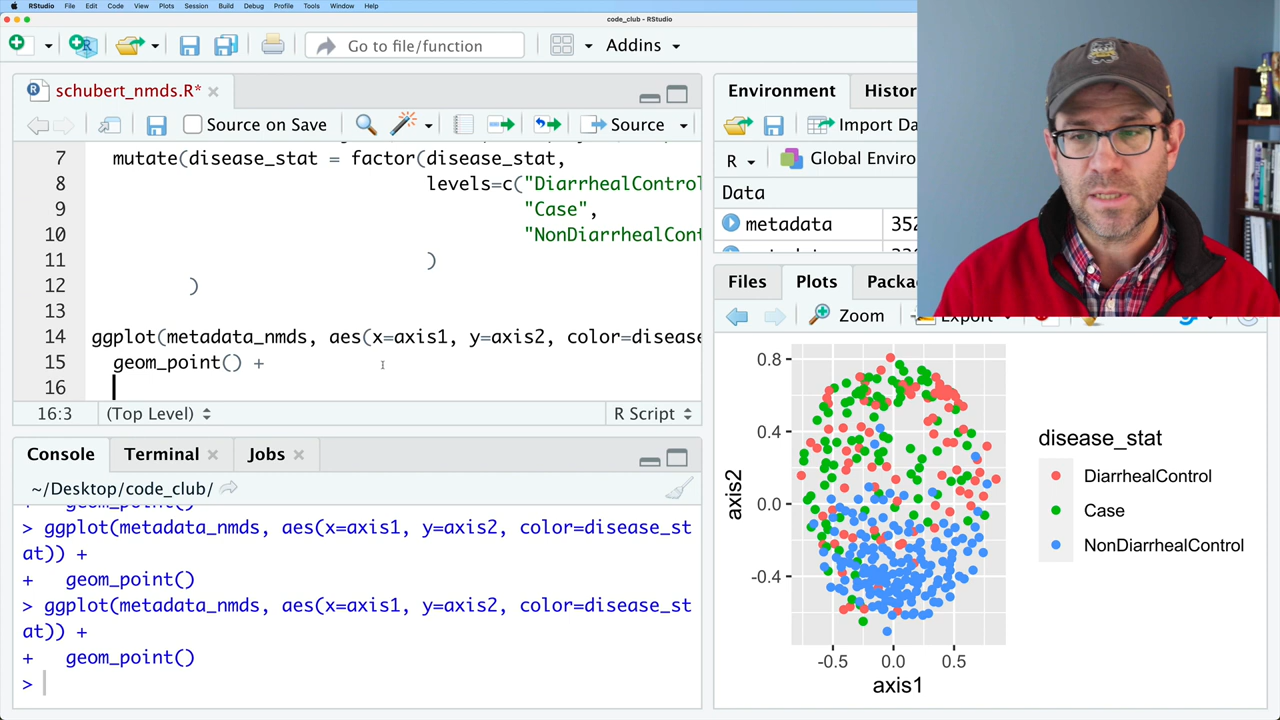 RStudio File Edit Code View Plots Session Build Debug Profile Tools Window Help
code_club - RStudio
Go to file/function Addins
schubert_nmds.R*
Source on Save Source
7 mutate(disease_stat = factor(disease_stat,
8 levels=c("DiarrhealControl
9 "Case",
10 "NonDiarrhealCont
11 )
12 )
13
14 ggplot(metadata_nmds, aes(x=axis1, y=axis2, color=disease
15 geom_point() +
16
16:3 (Top Level) R Script
Console Terminal Jobs
~/Desktop/code_club/
> ggplot(metadata_nmds, aes(x=axis1, y=axis2, color=disease_st
at)) +
+ geom_point()
> ggplot(metadata_nmds, aes(x=axis1, y=axis2, color=disease_st
at)) +
+ geom_point()
>
Environment Histo
Import Da
R Global Enviro
Data
metadata 352
Files Plots Packa
Zoom Export
0.8
0.4
0.0
-0.4
axis2
-0.5 0.0 0.5
axis1
disease_stat
DiarrhealControl
Case
NonDiarrhealControl